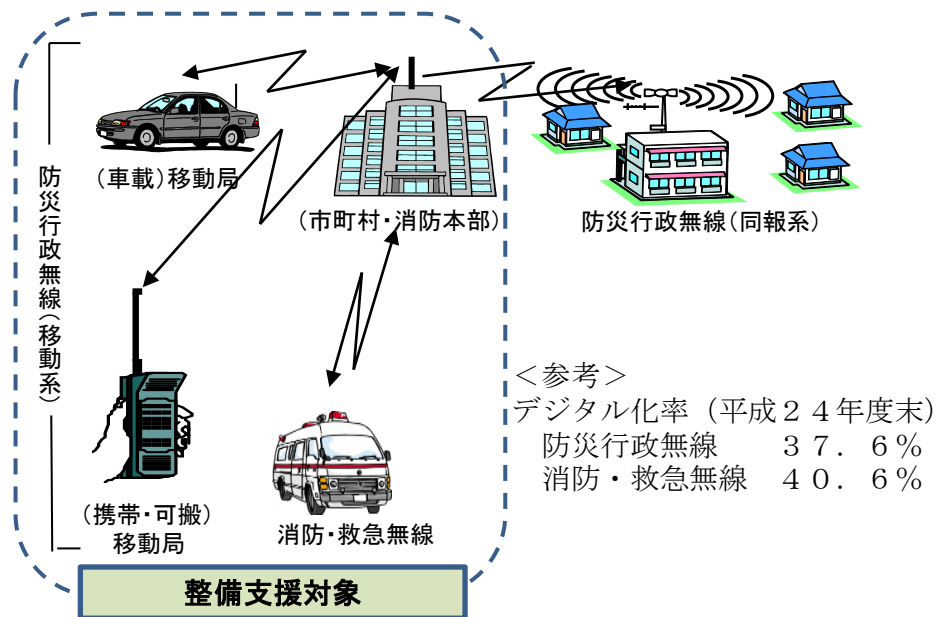 防災行政無線(移動系)
(車載)移動局
(市町村・消防本部)
防災行政無線(同報系)
(携帯・可搬)
移動局
消防・救急無線
<参考>
デジタル化率（平成２４年度末）
防災行政無線　　３７．６％
消防・救急無線　４０．６％
整備支援対象